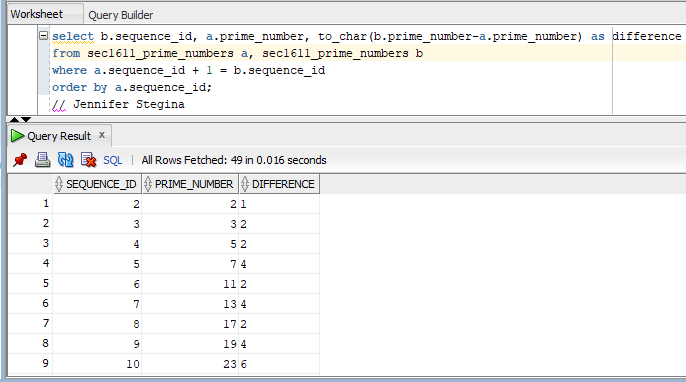 Worksheet Query Builder
select b.sequence_id, a.prime_number, to_char(b.prime_number-a.prime_number) as difference
from sec1611_prime_numbers a, sec1611_prime_numbers b
where a.sequence_id + 1 = b.sequence_id
order by a.sequence_id;
// Jennifer Stegina
Query Result x
SQL | All Rows Fetched: 49 in 0.016 seconds
SEQUENCE_ID PRIME_NUMBER DIFFERENCE
1 2 2 1
2 3 3 2
3 4 5 2
4 5 7 4
5 6 11 2
6 7 13 4
7 8 17 2
8 9 19 4
9 10 23 6